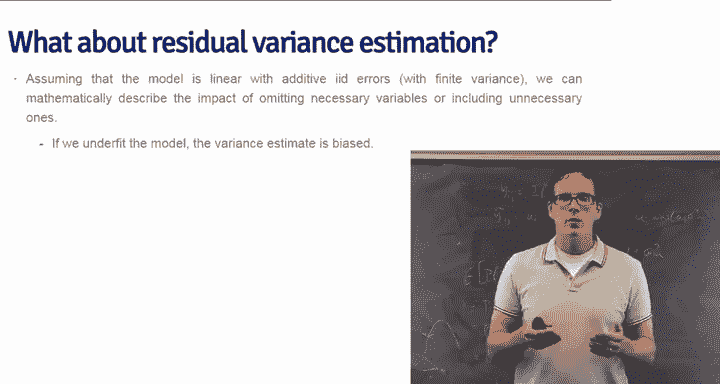 What about residual variance estimation?
· Assuming that the model is linear with additive iid errors (with finite variance), we can
mathematically describe the impact of omitting necessary variables or including unnecessary
ones.
- If we underfit the model, the variance estimate is biased.